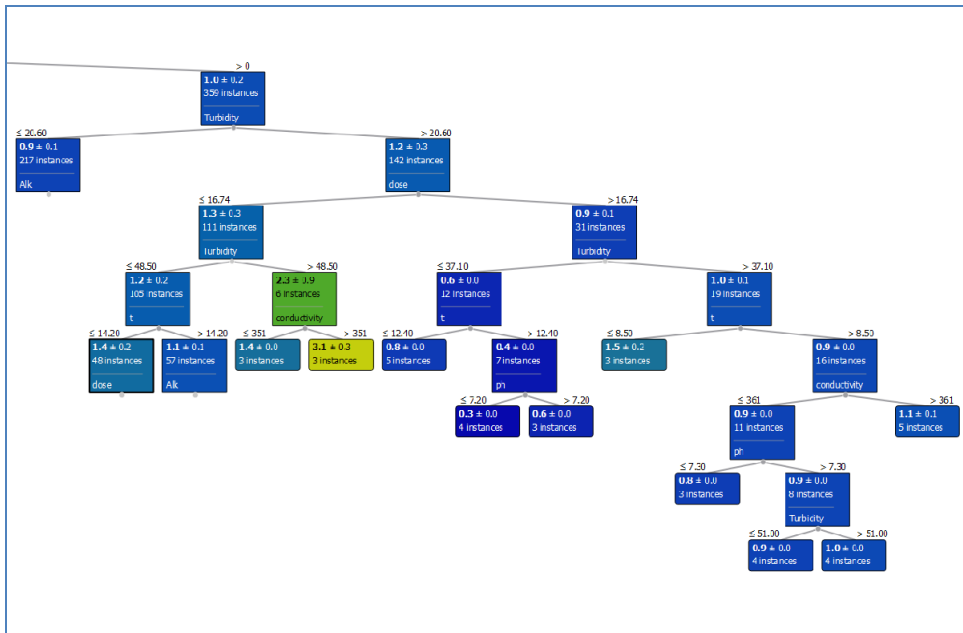 > 0
1.0 ± 0.2
359 instances
Turbidity
≤ 20.60
> 20.60
0.9 ± 0.1
217 instances
Alk
1.2 ± 0.3
142 instances
dose
≤ 16.74
> 16.74
1.3 ± 0.3
111 instances
Turbidity
0.9 ± 0.1
31 instances
Turbidity
≤ 48.50
> 48.50
≤ 37.10
> 37.10
1.2 ± 0.2
105 instances
t
2.3 ± 0.9
6 instances
conductivity
0.6 ± 0.0
12 instances
t
1.0 ± 0.1
19 instances
t
≤ 14.20
> 14.20
≤ 351
> 351
≤ 12.40
> 12.40
≤ 8.50
> 8.50
1.4 ± 0.2
48 instances
dose
1.1 ± 0.1
57 instances
Alk
1.4 ± 0.0
3 instances
3.1 ± 0.3
3 instances
0.8 ± 0.0
5 instances
0.4 ± 0.0
7 instances
ph
1.5 ± 0.2
3 instances
0.9 ± 0.0
16 instances
conductivity
≤ 7.20
> 7.20
≤ 361
> 361
0.3 ± 0.0
4 instances
0.6 ± 0.0
3 instances
0.9 ± 0.0
11 instances
ph
1.1 ± 0.1
5 instances
≤ 7.30
> 7.30
0.8 ± 0.0
3 instances
0.9 ± 0.0
8 instances
Turbidity
≤ 51.00
> 51.00
0.9 ± 0.0
4 instances
1.0 ± 0.0
4 instances